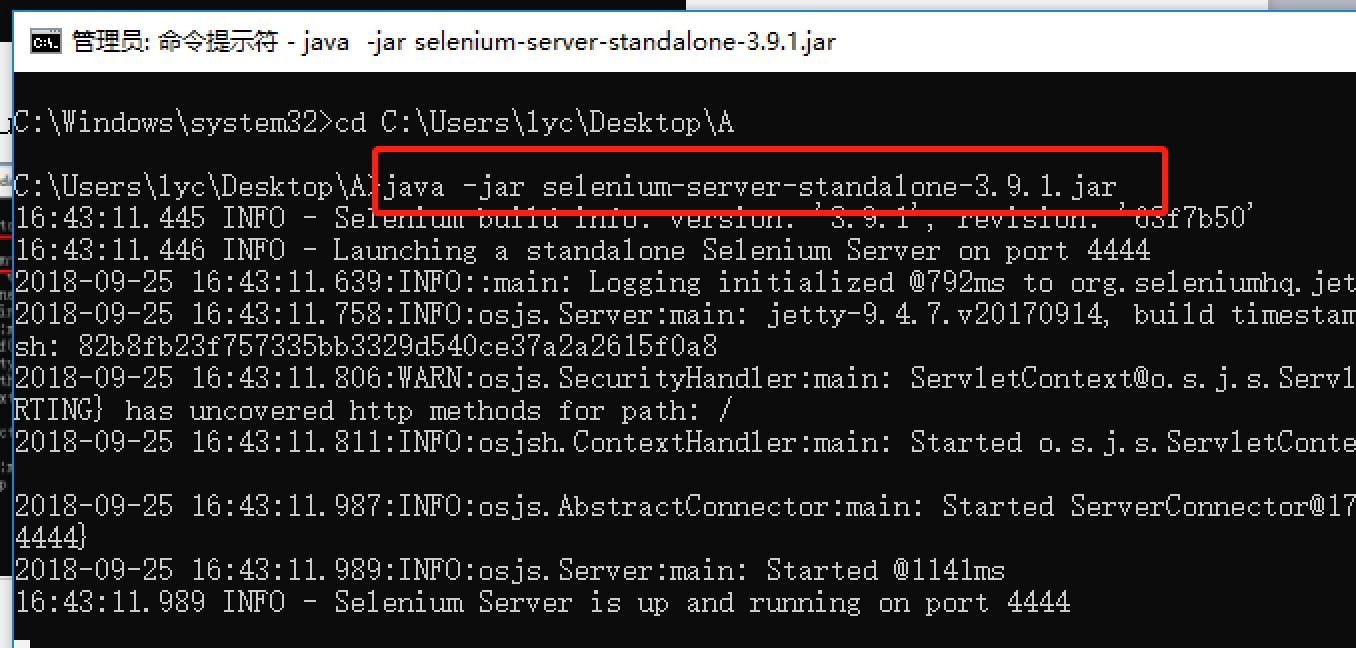 管理员: 命令提示符 - java -jar selenium-server-standalone-3.9.1.jar
C:\Windows\system32>cd C:\Users\lyc\Desktop\A
C:\Users\lyc\Desktop\A>java -jar selenium-server-standalone-3.9.1.jar
16:43:11.445 INFO - Selenium build info: version: '3.9.1', revision: '63f7b50'
16:43:11.446 INFO - Launching a standalone Selenium Server on port 4444
2018-09-25 16:43:11.639:INFO::main: Logging initialized @792ms to org.seleniumhq.jet
2018-09-25 16:43:11.758:INFO:osjs.Server:main: jetty-9.4.7.v20170914, build timestam
sh: 82b8fb23f757335bb3329d540ce37a2a2615f0a8
2018-09-25 16:43:11.806:WARN:osjs.SecurityHandler:main: ServletContext@o.s.j.s.Servl
RTING} has uncovered http methods for path: /
2018-09-25 16:43:11.811:INFO:osjsh.ContextHandler:main: Started o.s.j.s.ServletConte
2018-09-25 16:43:11.987:INFO:osjs.AbstractConnector:main: Started ServerConnector@17
4444}
2018-09-25 16:43:11.989:INFO:osjs.Server:main: Started @1141ms
16:43:11.989 INFO - Selenium Server is up and running on port 4444